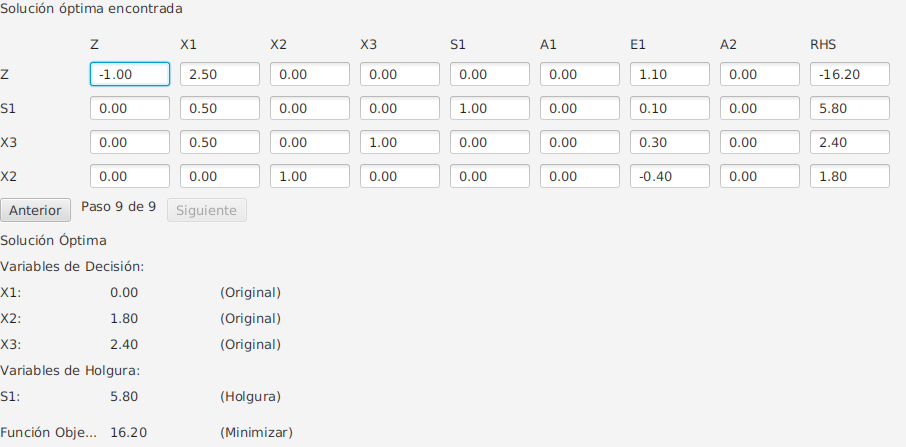 Solución óptima encontrada
Z X1 X2 X3 S1 A1 E1 A2 RHS
Z -1.00 2.50 0.00 0.00 0.00 0.00 1.10 0.00 -16.20
S1 0.00 0.50 0.00 0.00 1.00 0.00 0.10 0.00 5.80
X3 0.00 0.50 0.00 1.00 0.00 0.00 0.30 0.00 2.40
X2 0.00 0.00 1.00 0.00 0.00 0.00 -0.40 0.00 1.80
Anterior Paso 9 de 9 Siguiente
Solución Óptima
Variables de Decisión:
X1: 0.00 (Original)
X2: 1.80 (Original)
X3: 2.40 (Original)
Variables de Holgura:
S1: 5.80 (Holgura)
Función Obje... 16.20 (Minimizar)